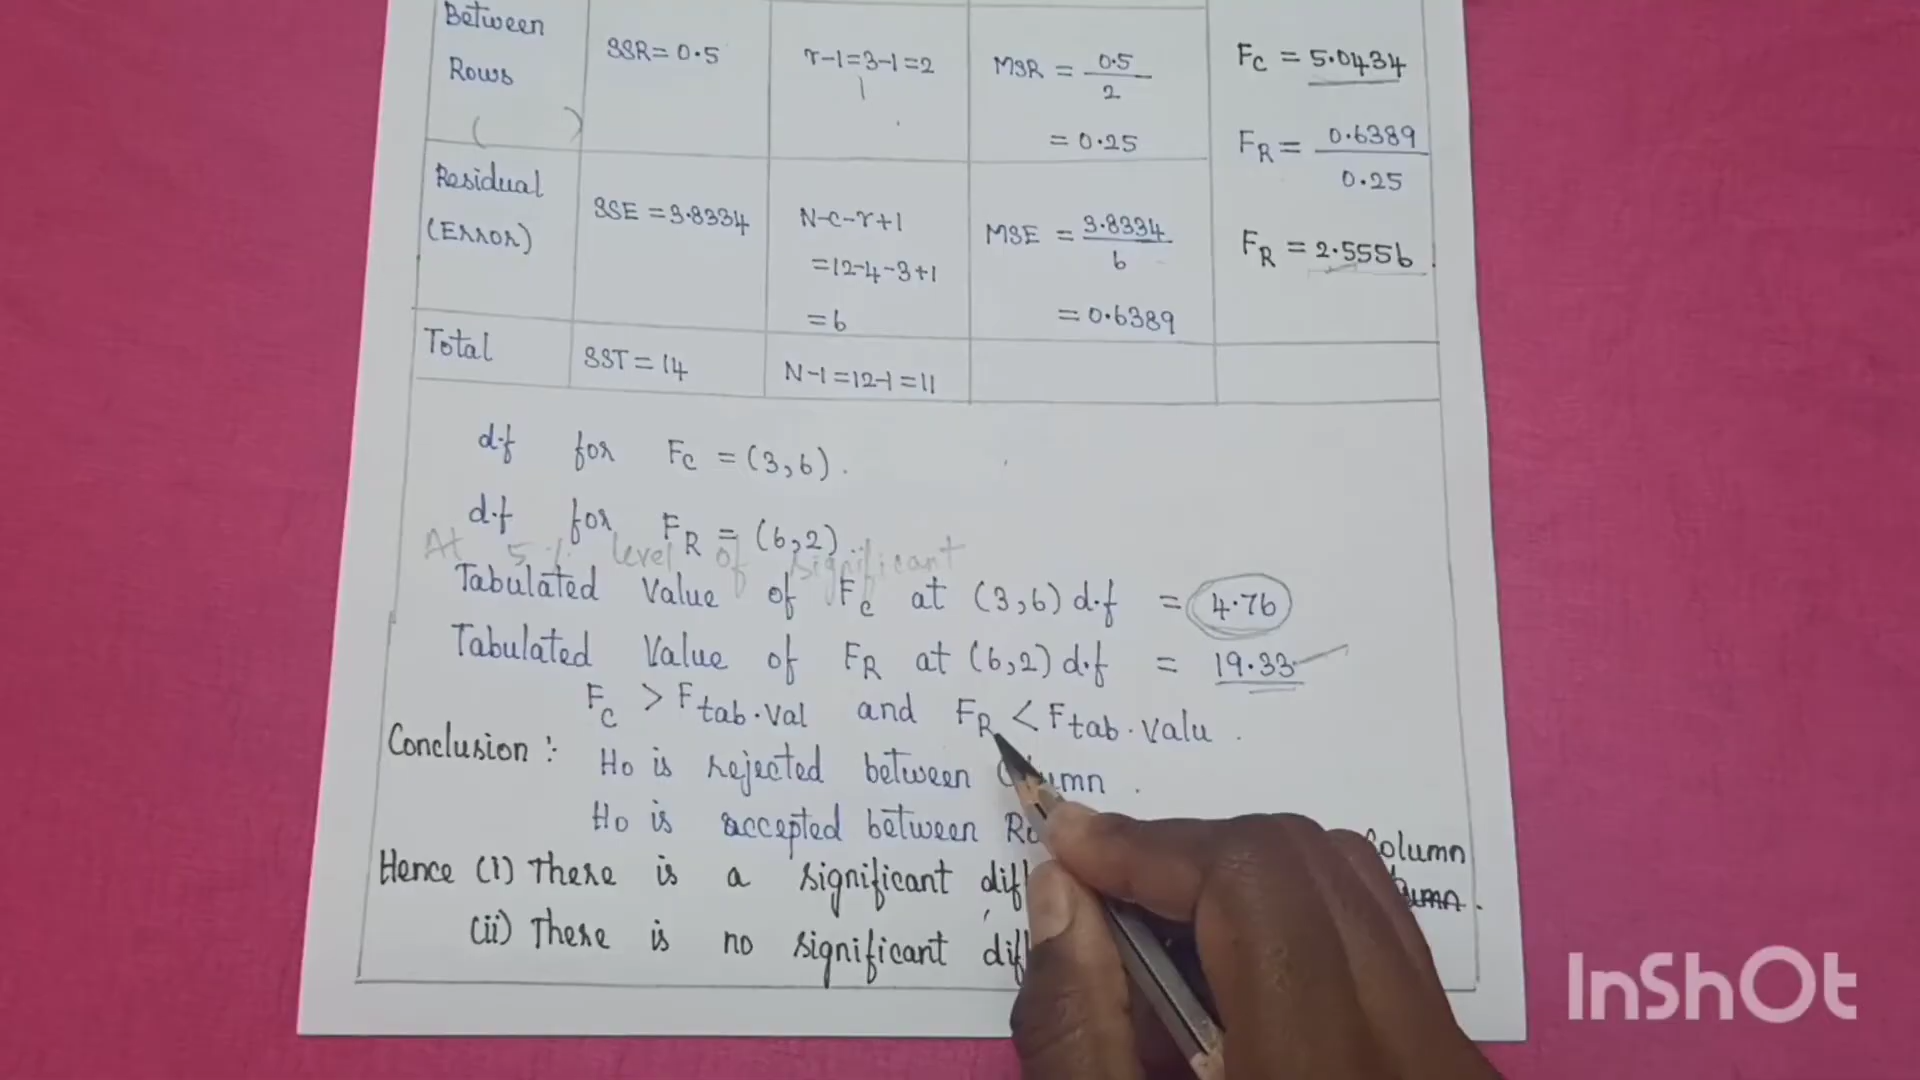 Between
Rows
( )
SSR = 0.5
r-1=3-1=2
MSR = 0.5
2
= 0.25
Fc = 5.0434
FR = 0.6389
0.25
FR = 2.5556
Residual
(Error)
SSE = 3.8334
N-c-r+1
=12-4-3+1
=6
MSE = 3.8334
6
= 0.6389
Total
SST = 14
N-1=12-1=11
d.f for Fc = (3,6).
d.f for FR = (6,2)
At 5% level of significant
Tabulated Value of Fc at (3,6) d.f = 4.76
Tabulated Value of FR at (6,2) d.f = 19.33
Fc > Ftab.Val and FR < Ftab.Valu.
Conclusion :
Ho is rejected between Column.
Ho is accepted between
Hence (i) There is a significant column
(ii) There is no significant
InShOt